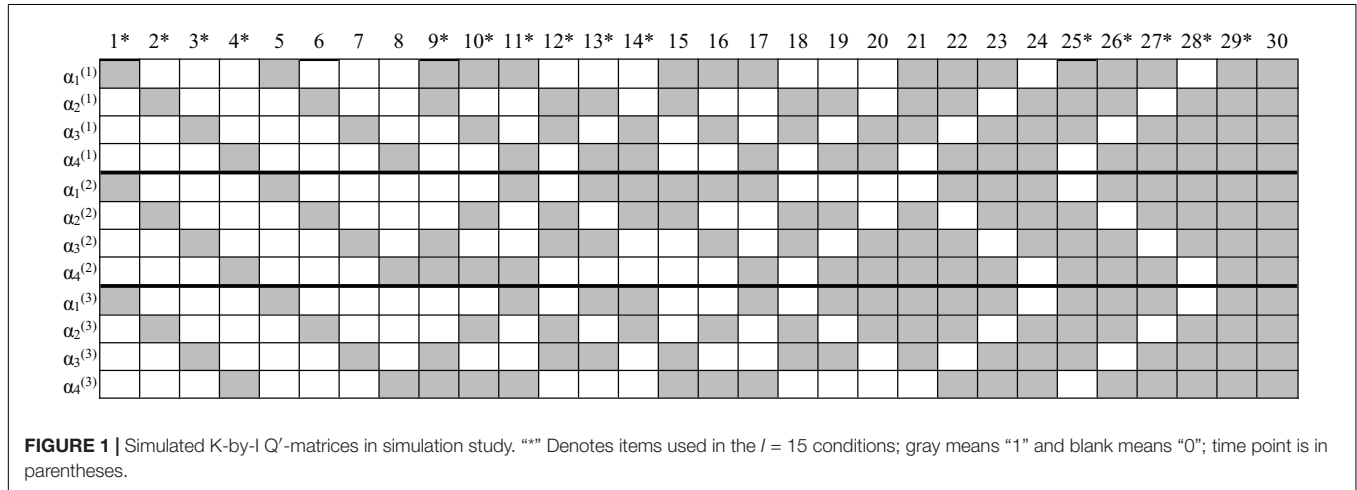 1* 2* 3* 4* 5 6 7 8 9* 10* 11* 12* 13* 14* 15 16 17 18 19 20 21 22 23 24 25* 26* 27* 28* 29* 30
α₁⁽¹⁾
α₂⁽¹⁾
α₃⁽¹⁾
α₄⁽¹⁾
α₁⁽²⁾
α₂⁽²⁾
α₃⁽²⁾
α₄⁽²⁾
α₁⁽³⁾
α₂⁽³⁾
α₃⁽³⁾
α₄⁽³⁾
FIGURE 1 | Simulated K-by-I Q′-matrices in simulation study. “*” Denotes items used in the I = 15 conditions; gray means “1” and blank means “0”; time point is in
parentheses.